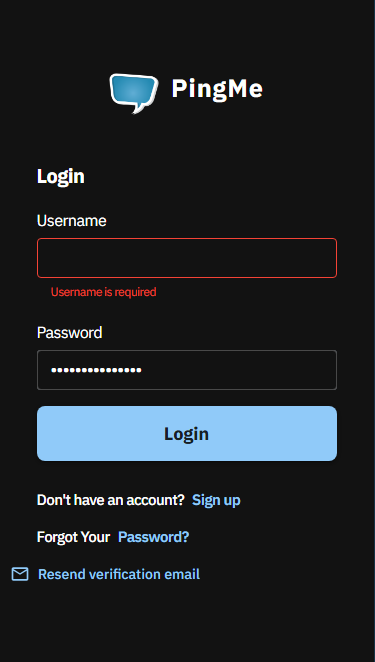 PingMe
Login
Username
Username is required
Password
•••••••••••••••
Login
Don't have an account? Sign up
Forgot Your Password?
Resend verification email